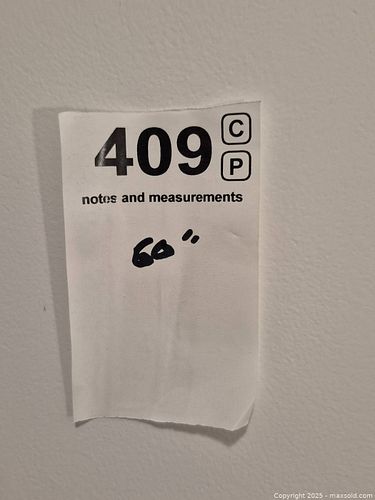 409 C
P
notes and measurements
60"
Copyright 2025 - maxsold.com